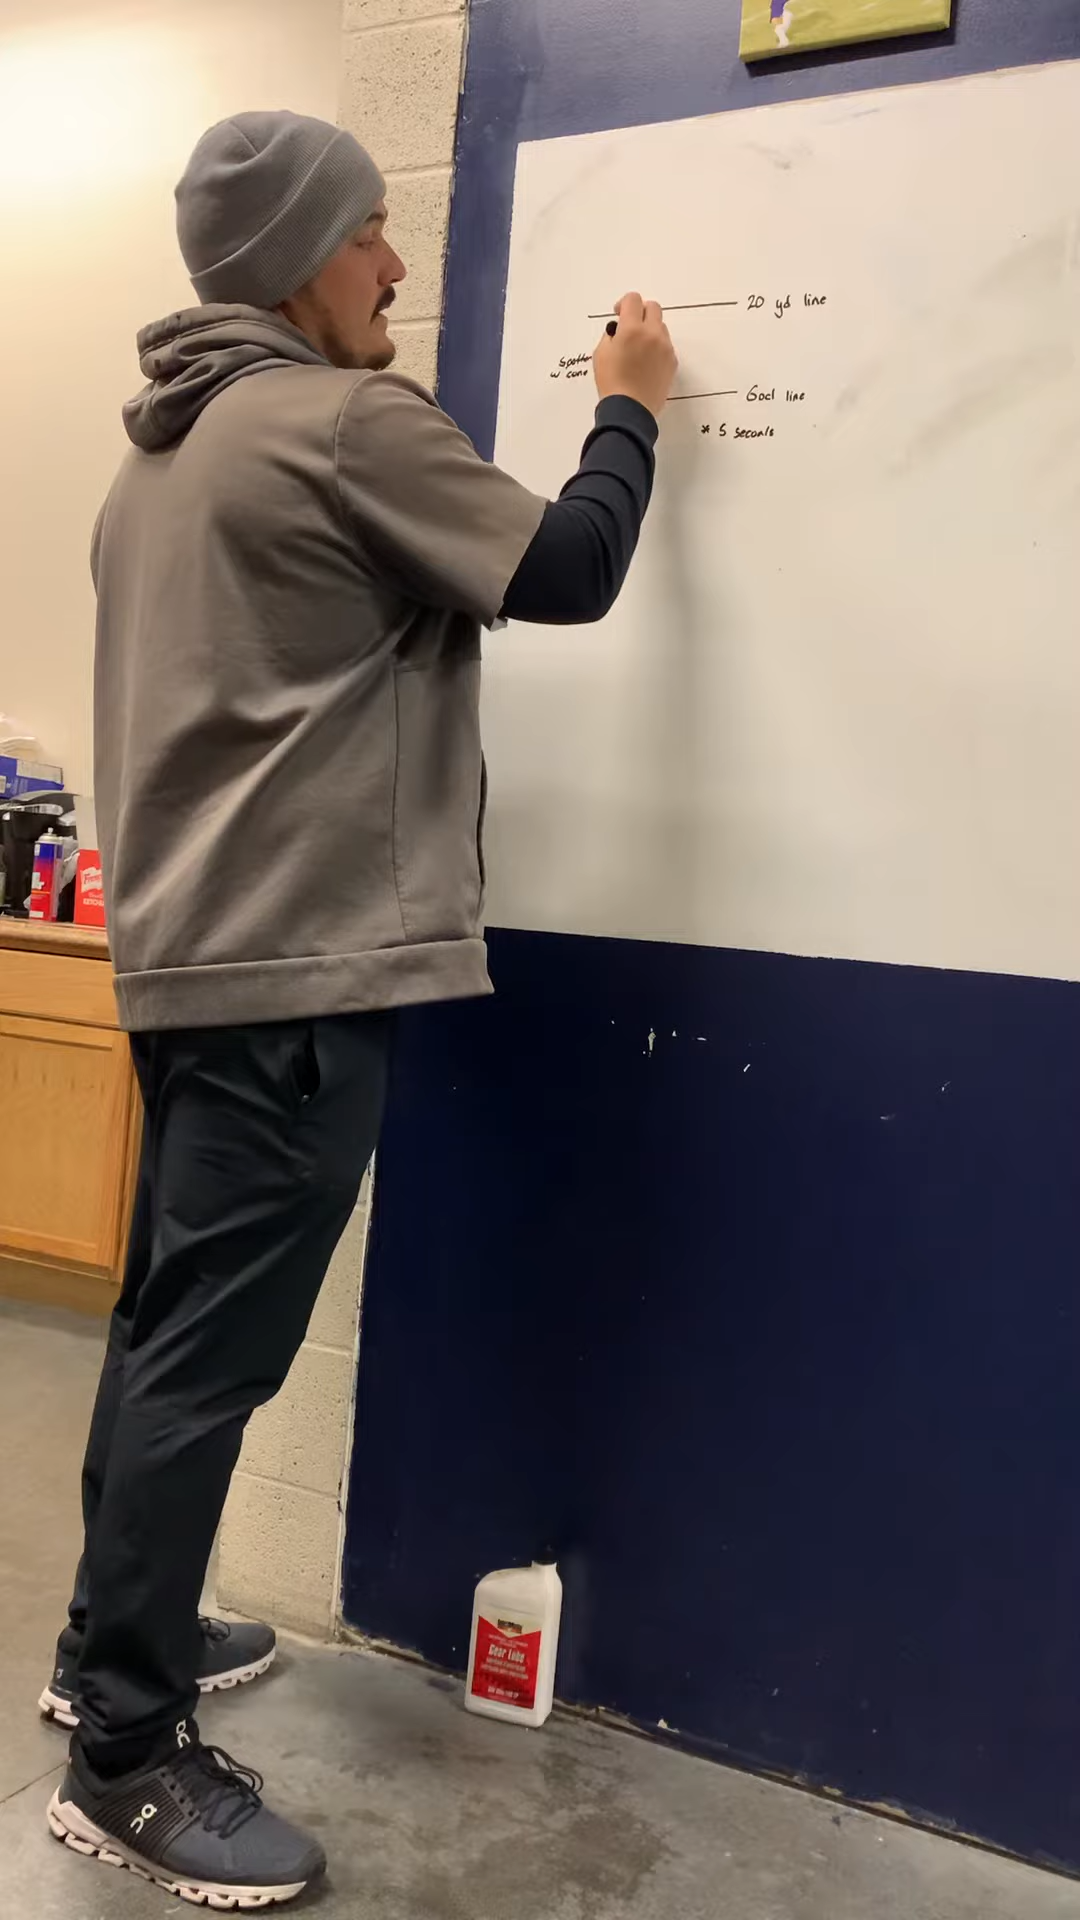 20 yd line
Spotter
w cone
Goal line
* 5 seconds
Gear Lube